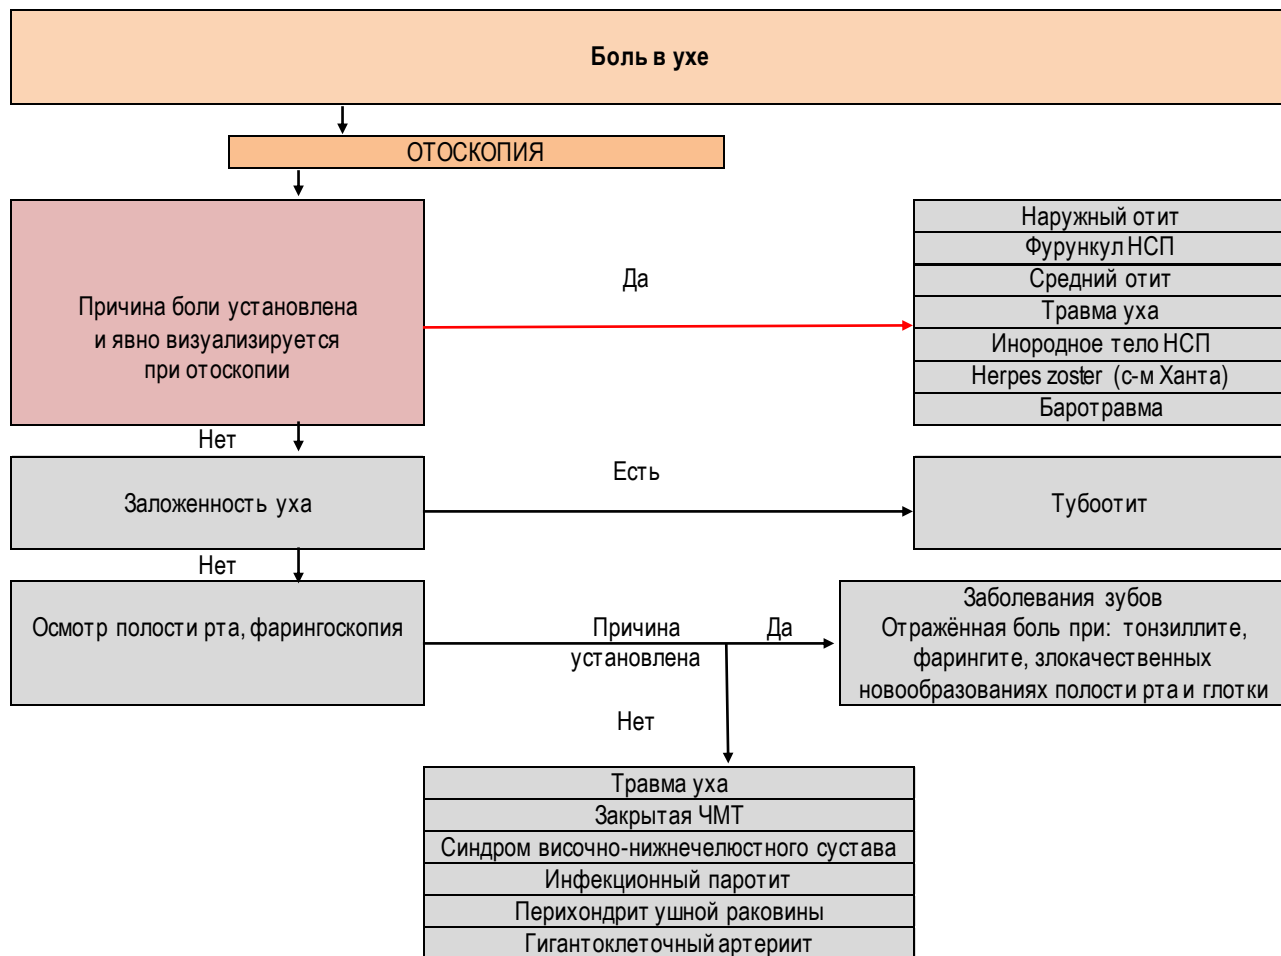 Боль в ухе
ОТОСКОПИЯ
Причина боли установлена
и явно визуализируется
при отоскопии
Да
Наружный отит
Фурункул НСП
Средний отит
Травма уха
Инородное тело НСП
Herpes zoster (с-м Ханта)
Баротравма
Нет
Заложенность уха
Есть
Тубоотит
Нет
Осмотр полости рта, фарингоскопия
Причина
установлена
Да
Заболевания зубов
Отражённая боль при: тонзиллите,
фарингите, злокачественных
новообразованиях полости рта и глотки
Нет
Травма уха
Закрытая ЧМТ
Синдром височно-нижнечелюстного сустава
Инфекционный паротит
Перихондрит ушной раковины
Гигантоклеточный артериит